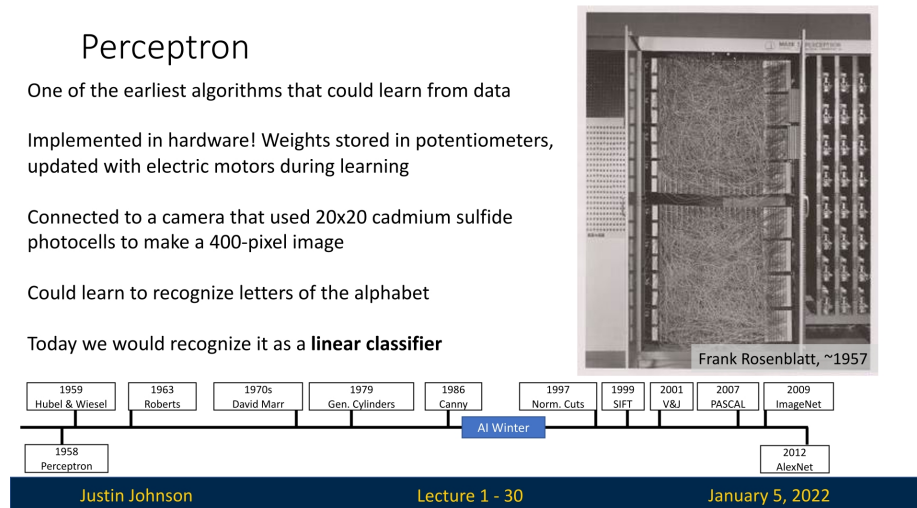 Perceptron
One of the earliest algorithms that could learn from data
Implemented in hardware! Weights stored in potentiometers,
updated with electric motors during learning
Connected to a camera that used 20x20 cadmium sulfide
photocells to make a 400-pixel image
Could learn to recognize letters of the alphabet
Today we would recognize it as a linear classifier
MARK I PERCEPTRON
Frank Rosenblatt, ~1957
1959
Hubel & Wiesel
1963
Roberts
1970s
David Marr
1979
Gen. Cylinders
1986
Canny
1997
Norm. Cuts
1999
SIFT
2001
V&J
2007
PASCAL
2009
ImageNet
AI Winter
1958
Perceptron
2012
AlexNet
Justin Johnson
Lecture 1 - 30
January 5, 2022